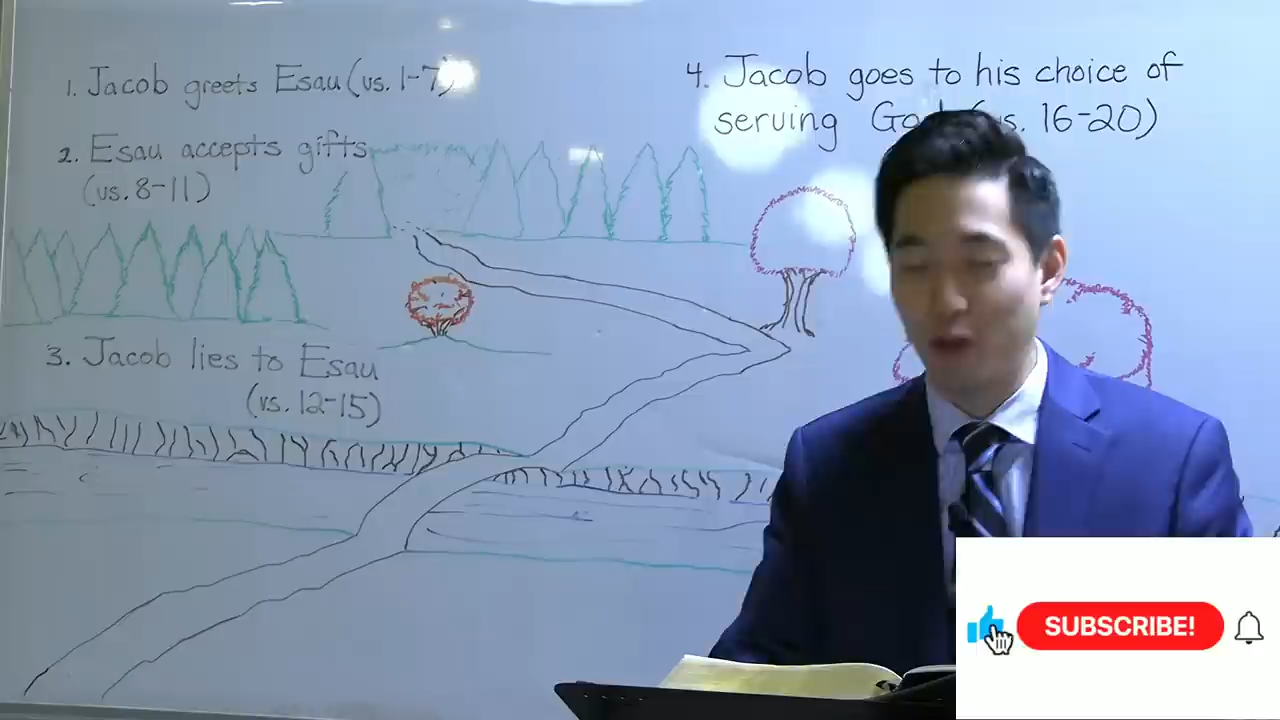 1. Jacob greets Esau (vs. 1-7)
2. Esau accepts gifts
(vs. 8-11)
3. Jacob lies to Esau
(vs. 12-15)
4. Jacob goes to his choice of
serving 16-20)
SUBSCRIBE!